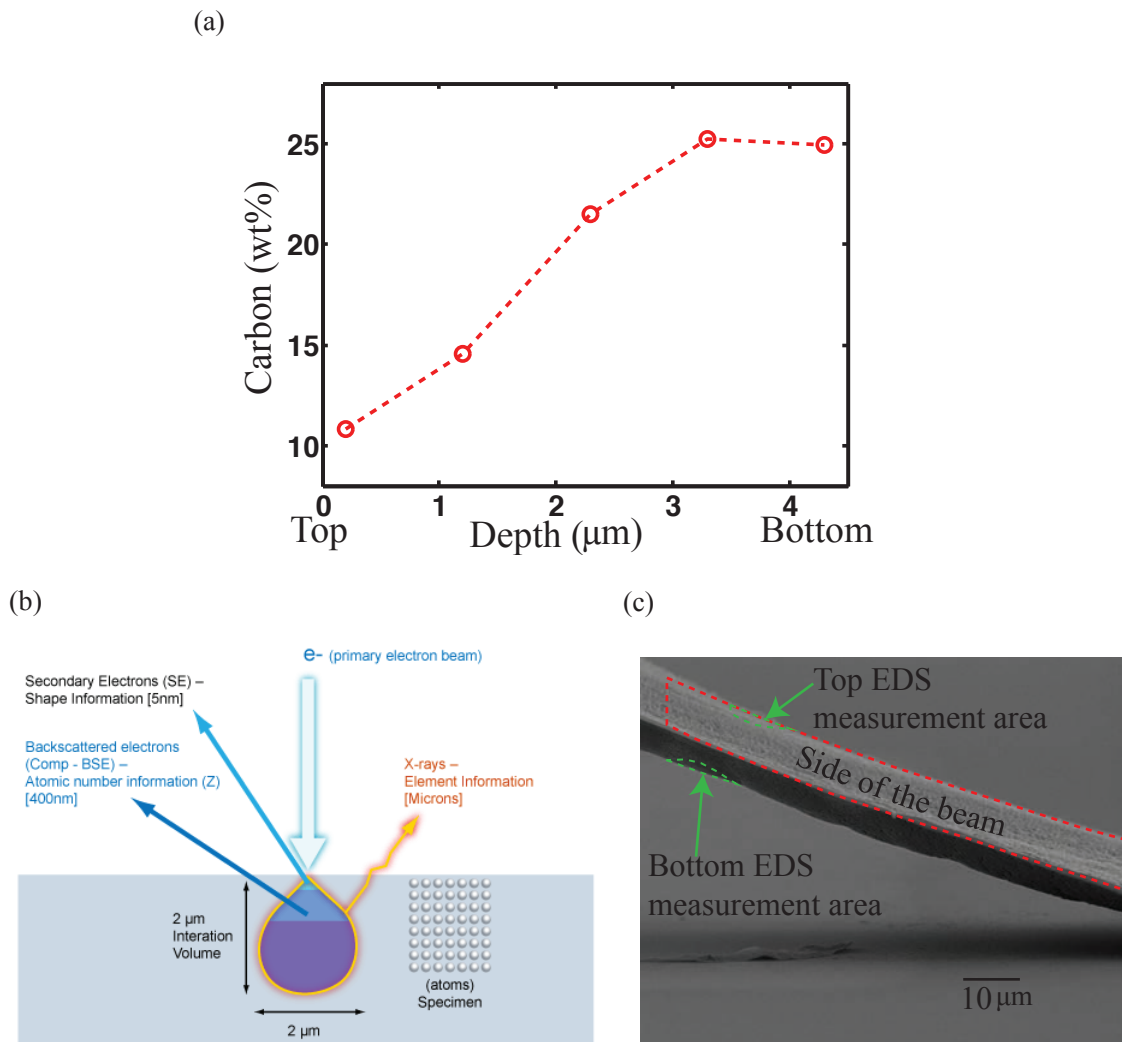 (a)
25
20
15
10
Carbon (wt%)
0
1
2
3
4
Top
Depth (μm)
Bottom
(b)
e- (primary electron beam)
Secondary Electrons (SE) –
Shape Information [5nm]
Backscattered electrons
(Comp - BSE) –
Atomic number information (Z)
[400nm]
X-rays –
Element Information
[Microns]
2 µm
Interation
Volume
(atoms)
Specimen
2 µm
(c)
Top EDS
measurement area
Side of the beam
Bottom EDS
measurement area
10 μm